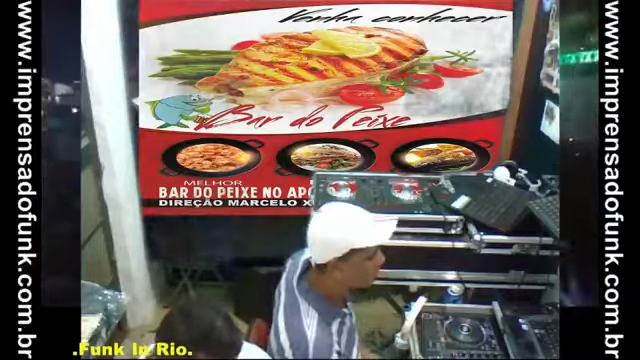 www.imprensadofunk.com.br
Venha conhecer
Bar do Peixe
MELHOR
BAR DO PEIXE NO
DIREÇÃO MARCELO
.Funk In Rio.
www.imprensadofunk.com.br